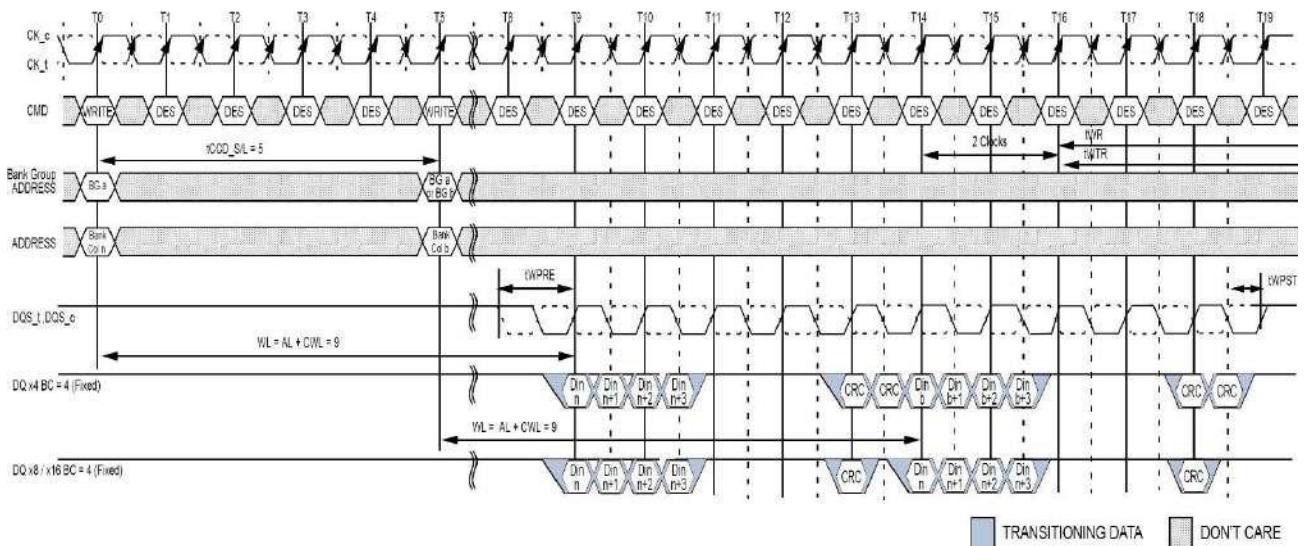 T0 T1 T2 T3 T4 T5 T8 T9 T10 T11 T12 T13 T14 T15 T16 T17 T18 T19
CK_c
CK_t
CMD WRITE DES DES DES DES WRITE DES DES DES DES DES DES DES DES DES DES DES DES
tCCD_S/L = 5
2 Clocks
tWR
tWTR
Bank Group
ADDRESS
BG a
BG a
or BG b
ADDRESS
Bank
Col n
Bank
Col b
tWPRE
tWPST
DQS_t, DQS_c
WL = AL + CWL = 9
DQ x4 BC = 4 (Fixed)
Din Din Din Din CRC CRC Din Din Din Din CRC CRC
n n+1 n+2 n+3 b b+1 b+2 b+3
WL = AL + CWL = 9
DQ x8 / x16 BC = 4 (Fixed)
Din Din Din Din CRC Din Din Din Din CRC
n n+1 n+2 n+3 n n+1 n+2 n+3
TRANSITIONING DATA
DON'T CARE